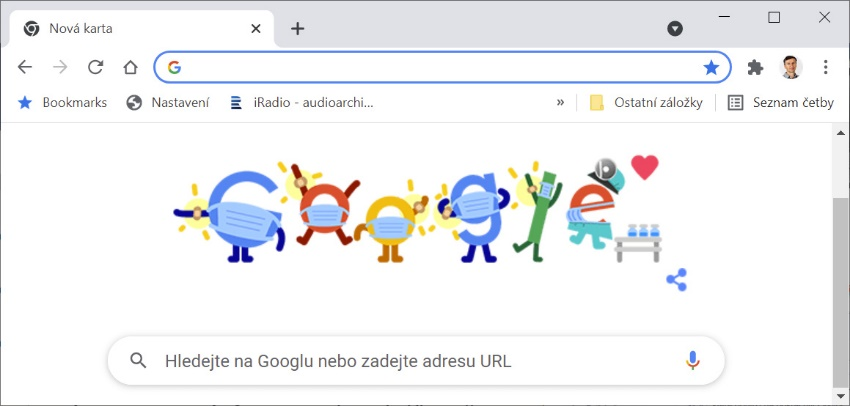 Nová karta
Bookmarks
Nastavení
iRadio - audioarchi...
»
Ostatní záložky
Seznam četby
Google
Hledejte na Googlu nebo zadejte adresu URL